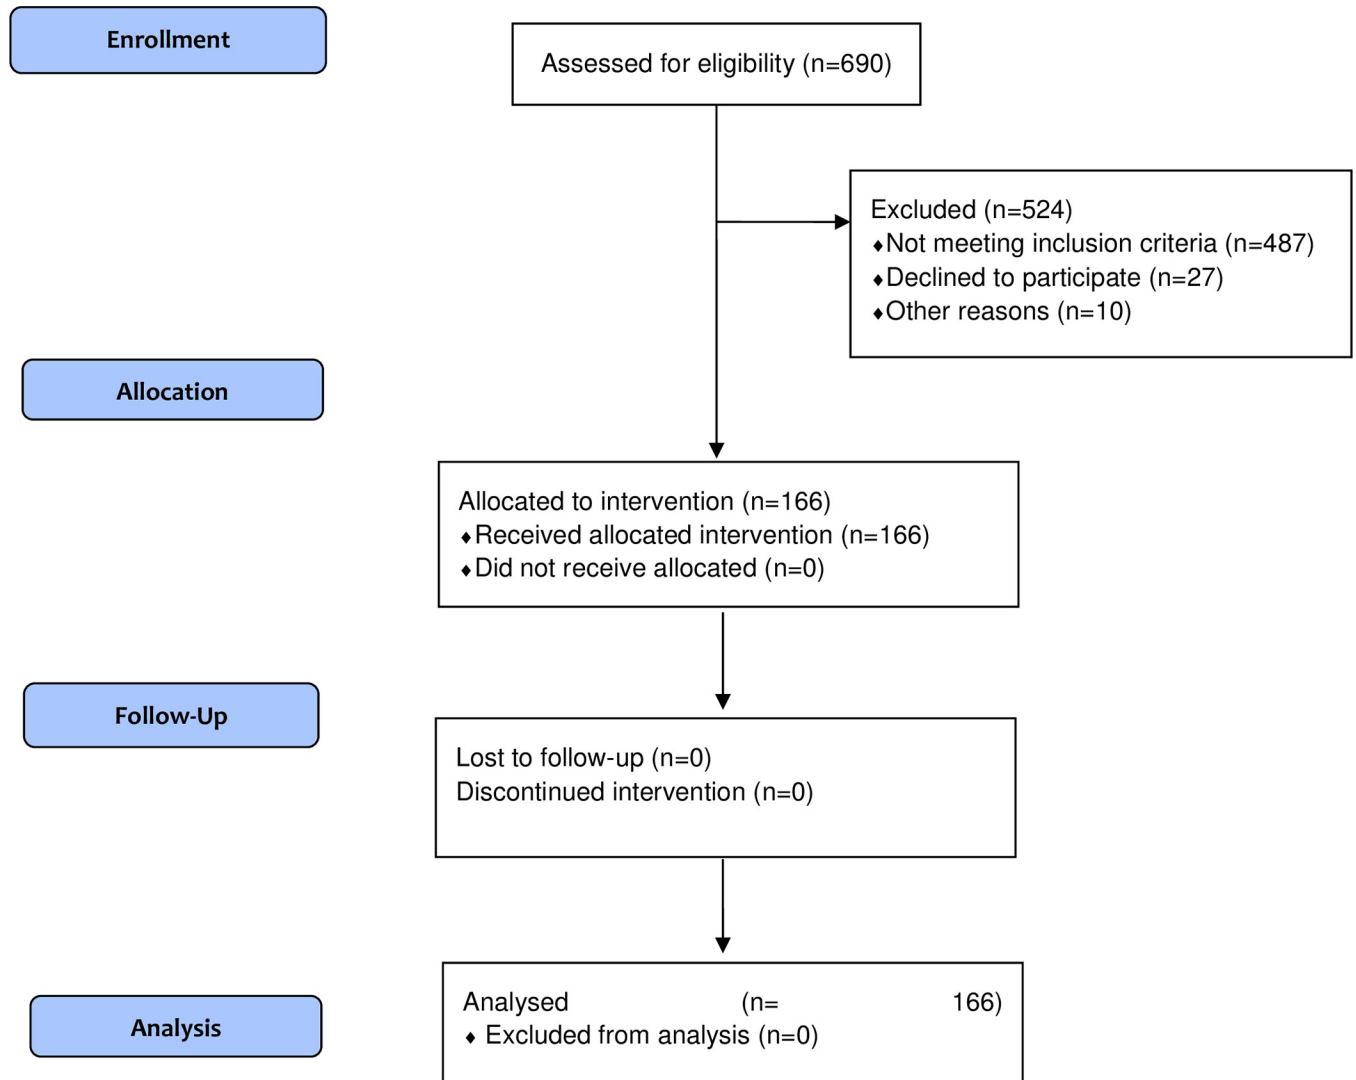 Enrollment
Assessed for eligibility (n=690)
Excluded (n=524)
♦Not meeting inclusion criteria (n=487)
♦Declined to participate (n=27)
♦Other reasons (n=10)
Allocation
Allocated to intervention (n=166)
♦Received allocated intervention (n=166)
♦Did not receive allocated (n=0)
Follow-Up
Lost to follow-up (n=0)
Discontinued intervention (n=0)
Analysed (n= 166)
♦ Excluded from analysis (n=0)
Analysis